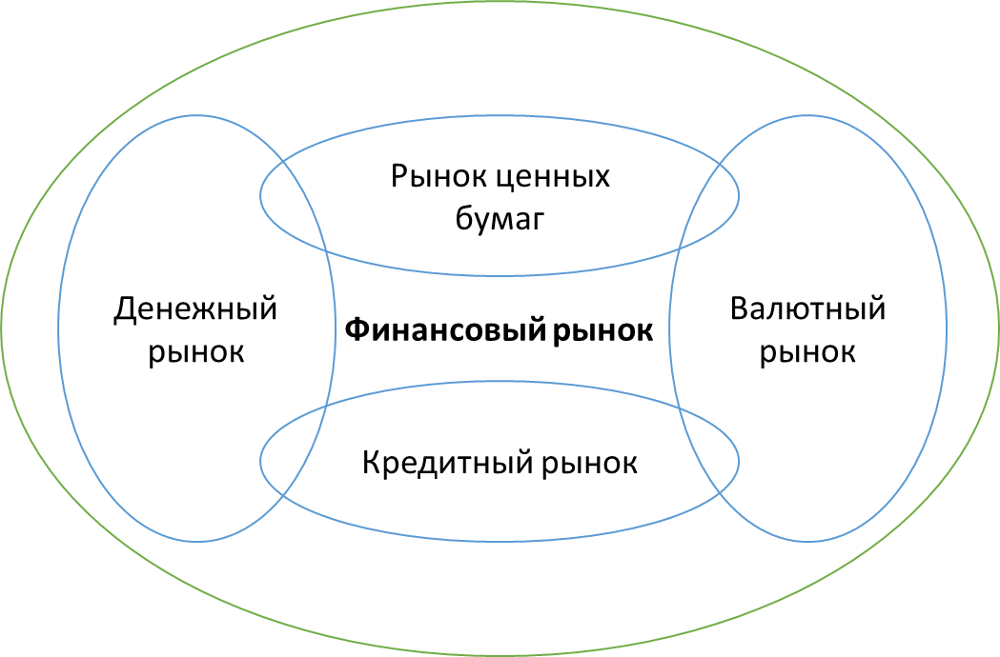 Рынок ценных
бумаг
Денежный
рынок
Финансовый рынок
Валютный
рынок
Кредитный рынок